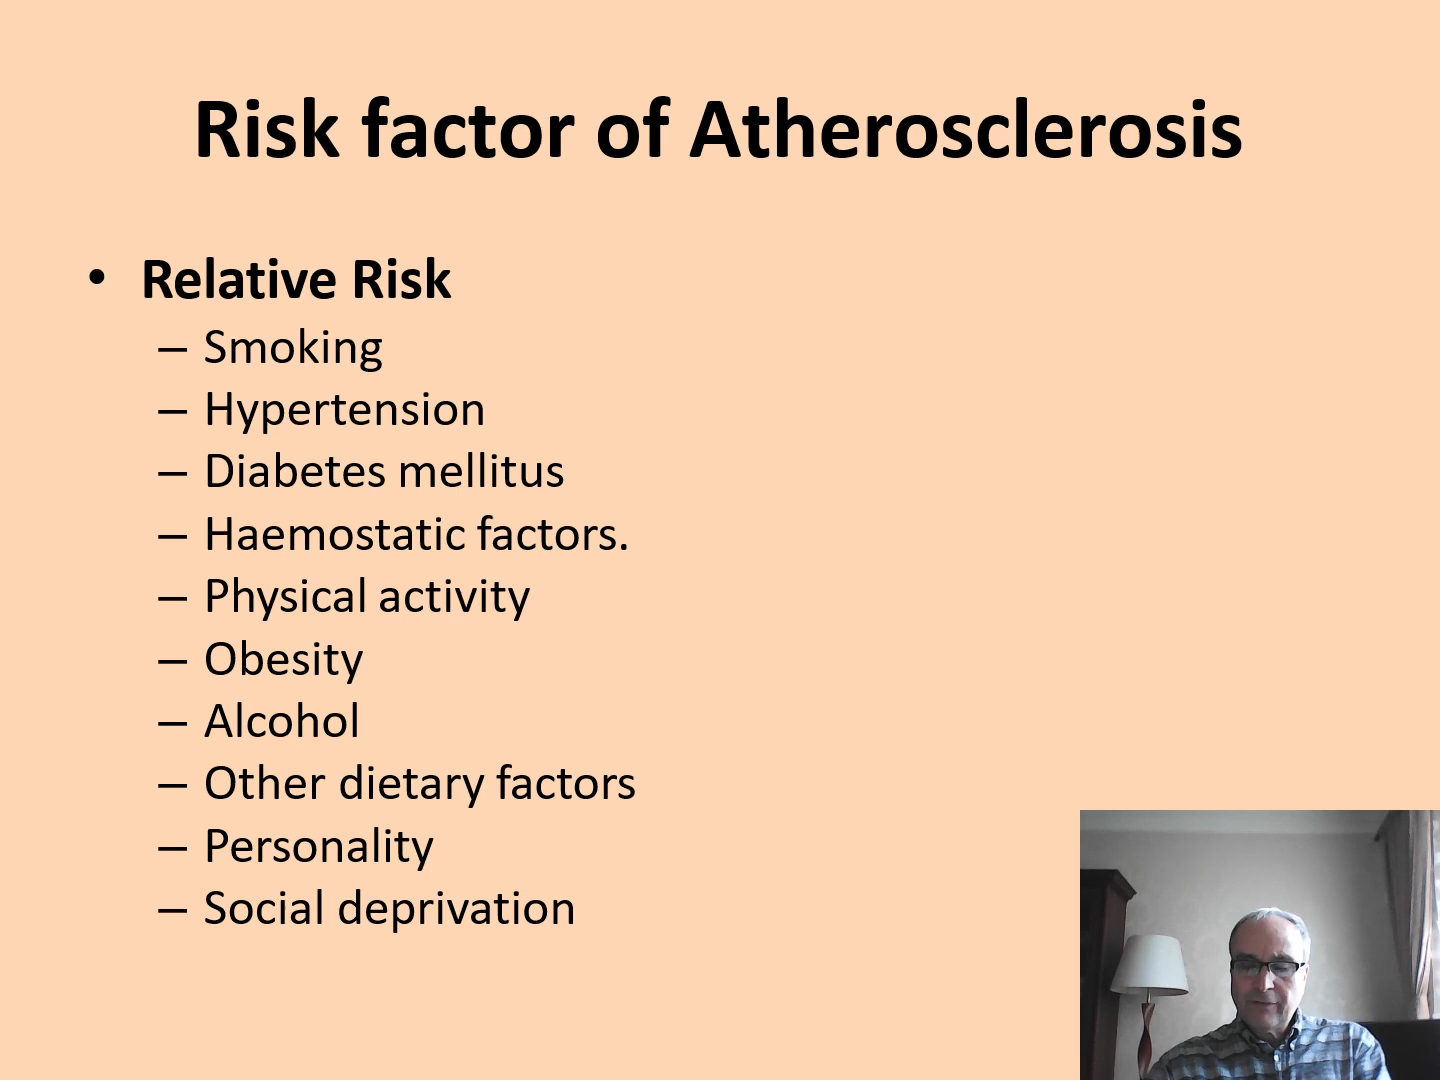 Risk factor of Atherosclerosis
• Relative Risk
– Smoking
– Hypertension
– Diabetes mellitus
– Haemostatic factors.
– Physical activity
– Obesity
– Alcohol
– Other dietary factors
– Personality
– Social deprivation